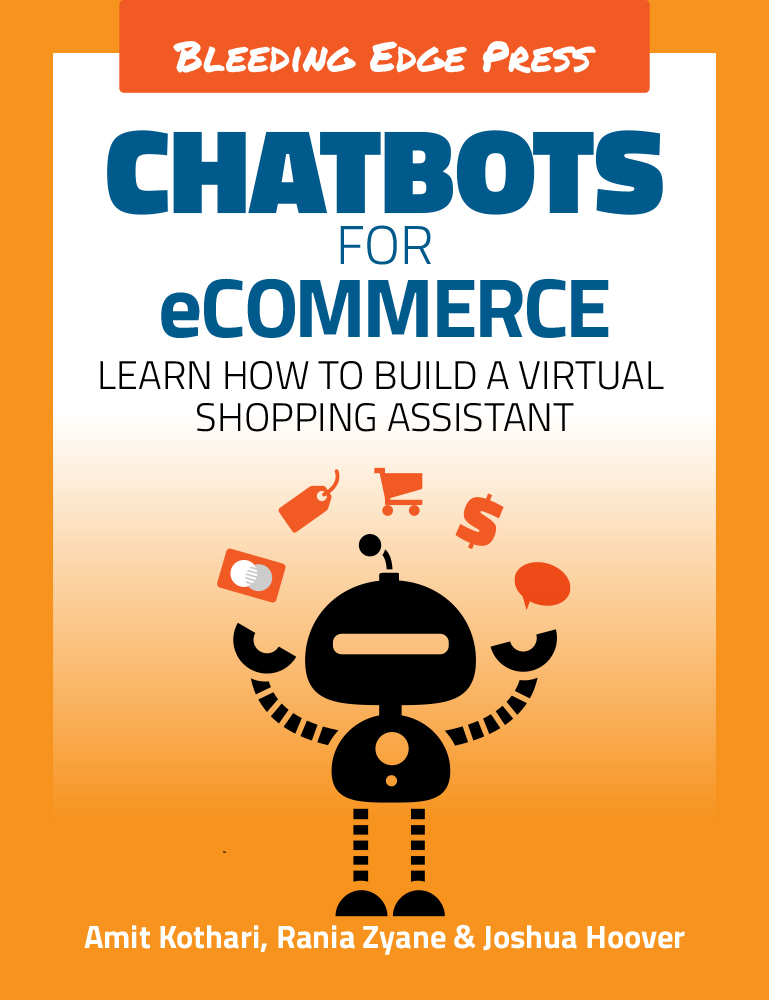 BLEEDING EDGE PRESS
CHATBOTS
FOR
eCOMMERCE
LEARN HOW TO BUILD A VIRTUAL
SHOPPING ASSISTANT
$
Amit Kothari, Rania Zyane & Joshua Hoover